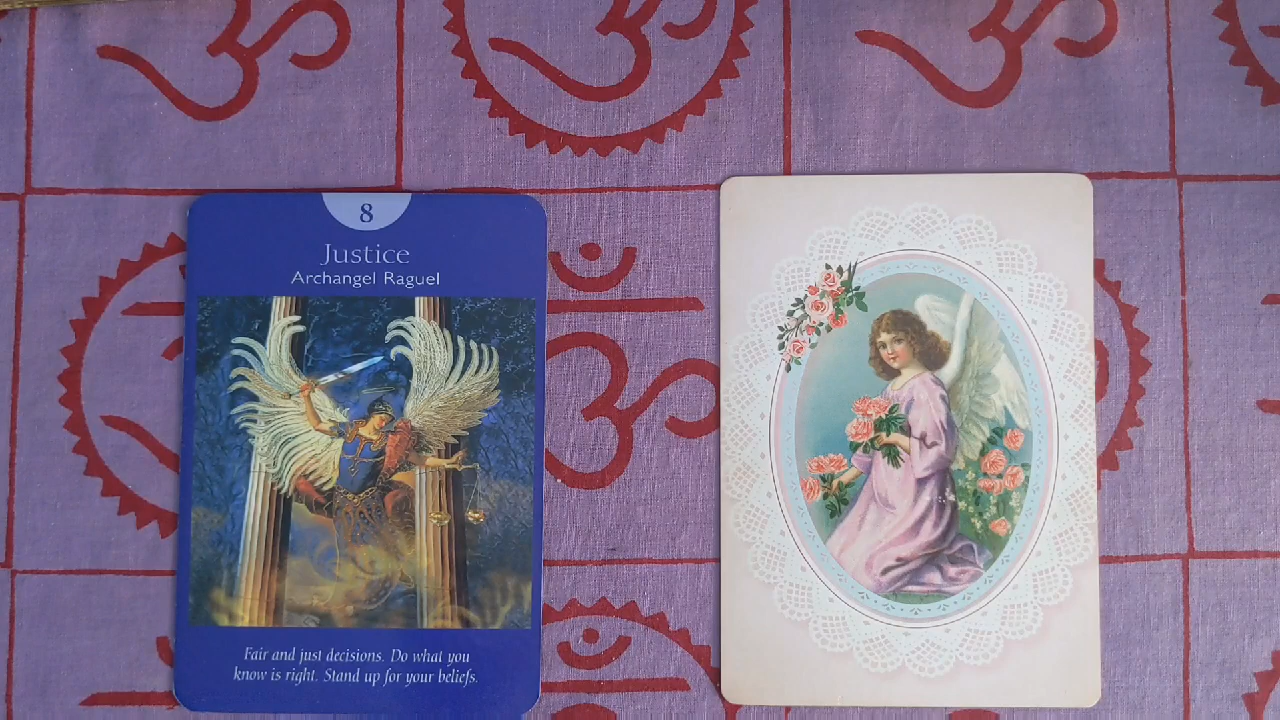 8
Justice
Archangel Raguel
Fair and just decisions. Do what you
know is right. Stand up for your beliefs.